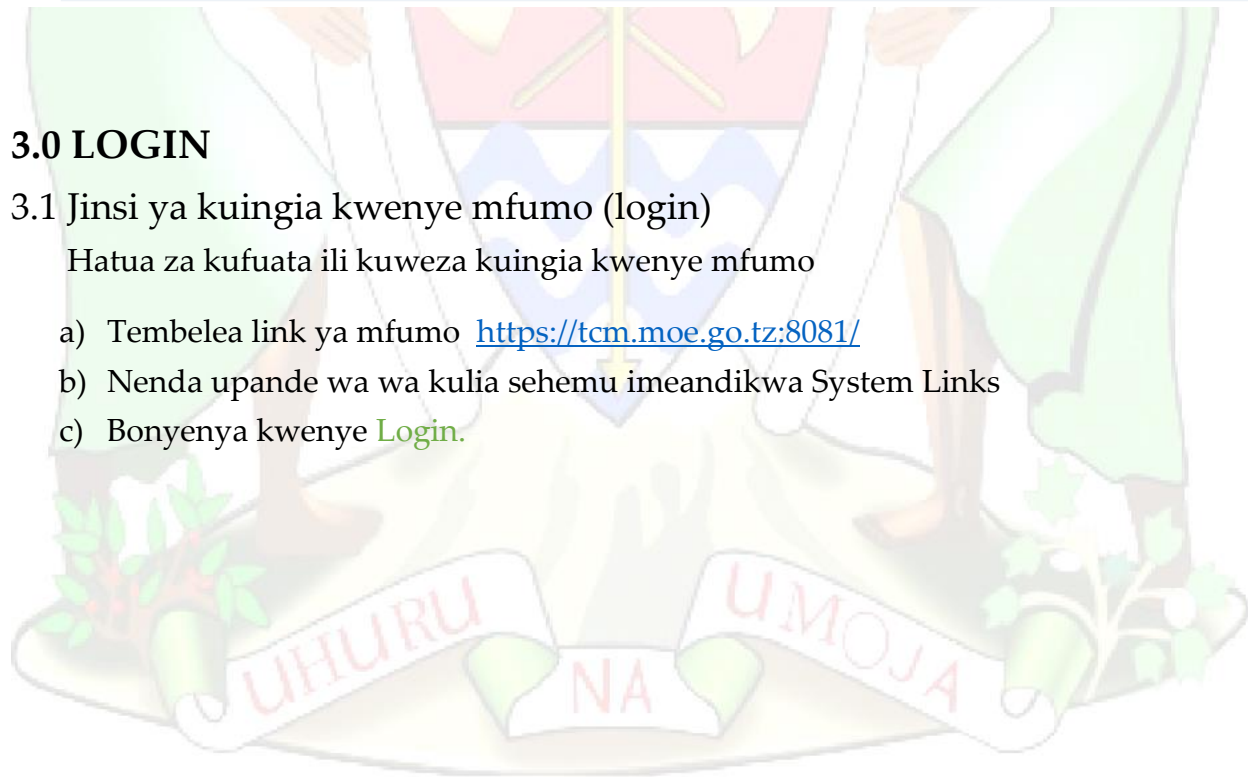 3.0 LOGIN
3.1 Jinsi ya kuingia kwenye mfumo (login)
Hatua za kufuata ili kuweza kuingia kwenye mfumo
a) Tembelea link ya mfumo https://tcm.moe.go.tz:8081/
b) Nenda upande wa wa kulia sehemu imeandikwa System Links
c) Bonyenya kwenye Login.
UHURU NA UMOJA